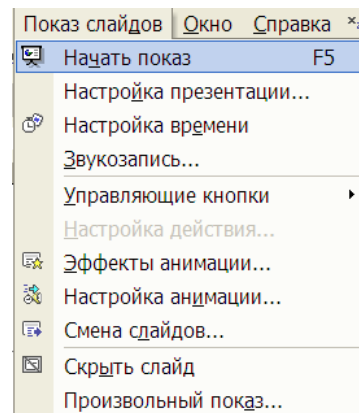 Показ слайдов Окно Справка
Начать показ F5
Настройка презентации...
Настройка времени
Звукозапись...
Управляющие кнопки
Настройка действия...
Эффекты анимации...
Настройка анимации...
Смена слайдов...
Скрыть слайд
Произвольный показ...